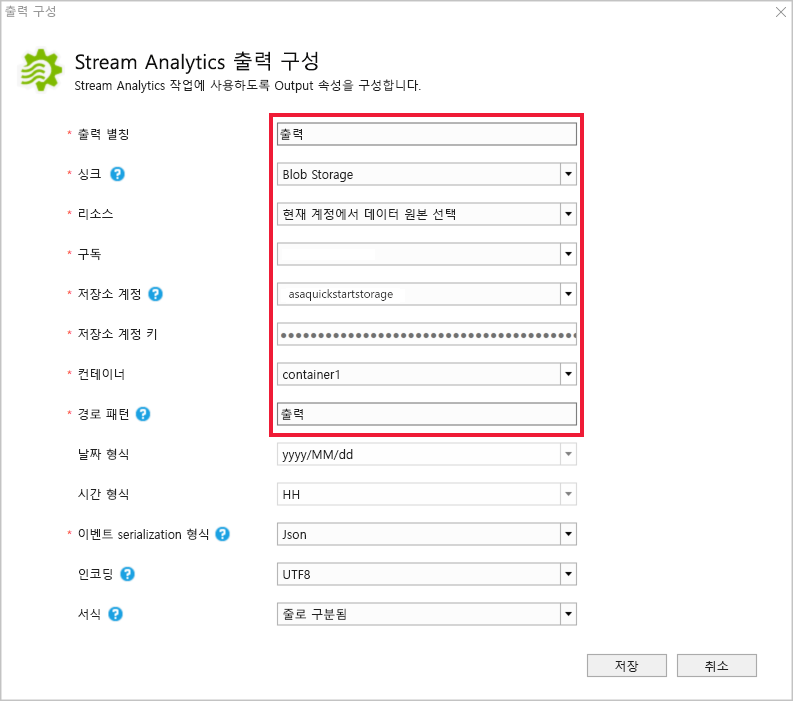 출력 구성
Stream Analytics 출력 구성
Stream Analytics 작업에 사용하도록 Output 속성을 구성합니다.
* 출력 별칭 출력
* 싱크 ? Blob Storage
* 리소스 현재 계정에서 데이터 원본 선택
* 구독
* 저장소 계정 ? asaquickstartstorage
* 저장소 계정 키
* 컨테이너 container1
* 경로 패턴 ? 출력
날짜 형식 yyyy/MM/dd
시간 형식 HH
* 이벤트 serialization 형식 ? Json
인코딩 ? UTF8
서식 ? 줄로 구분됨
저장 취소